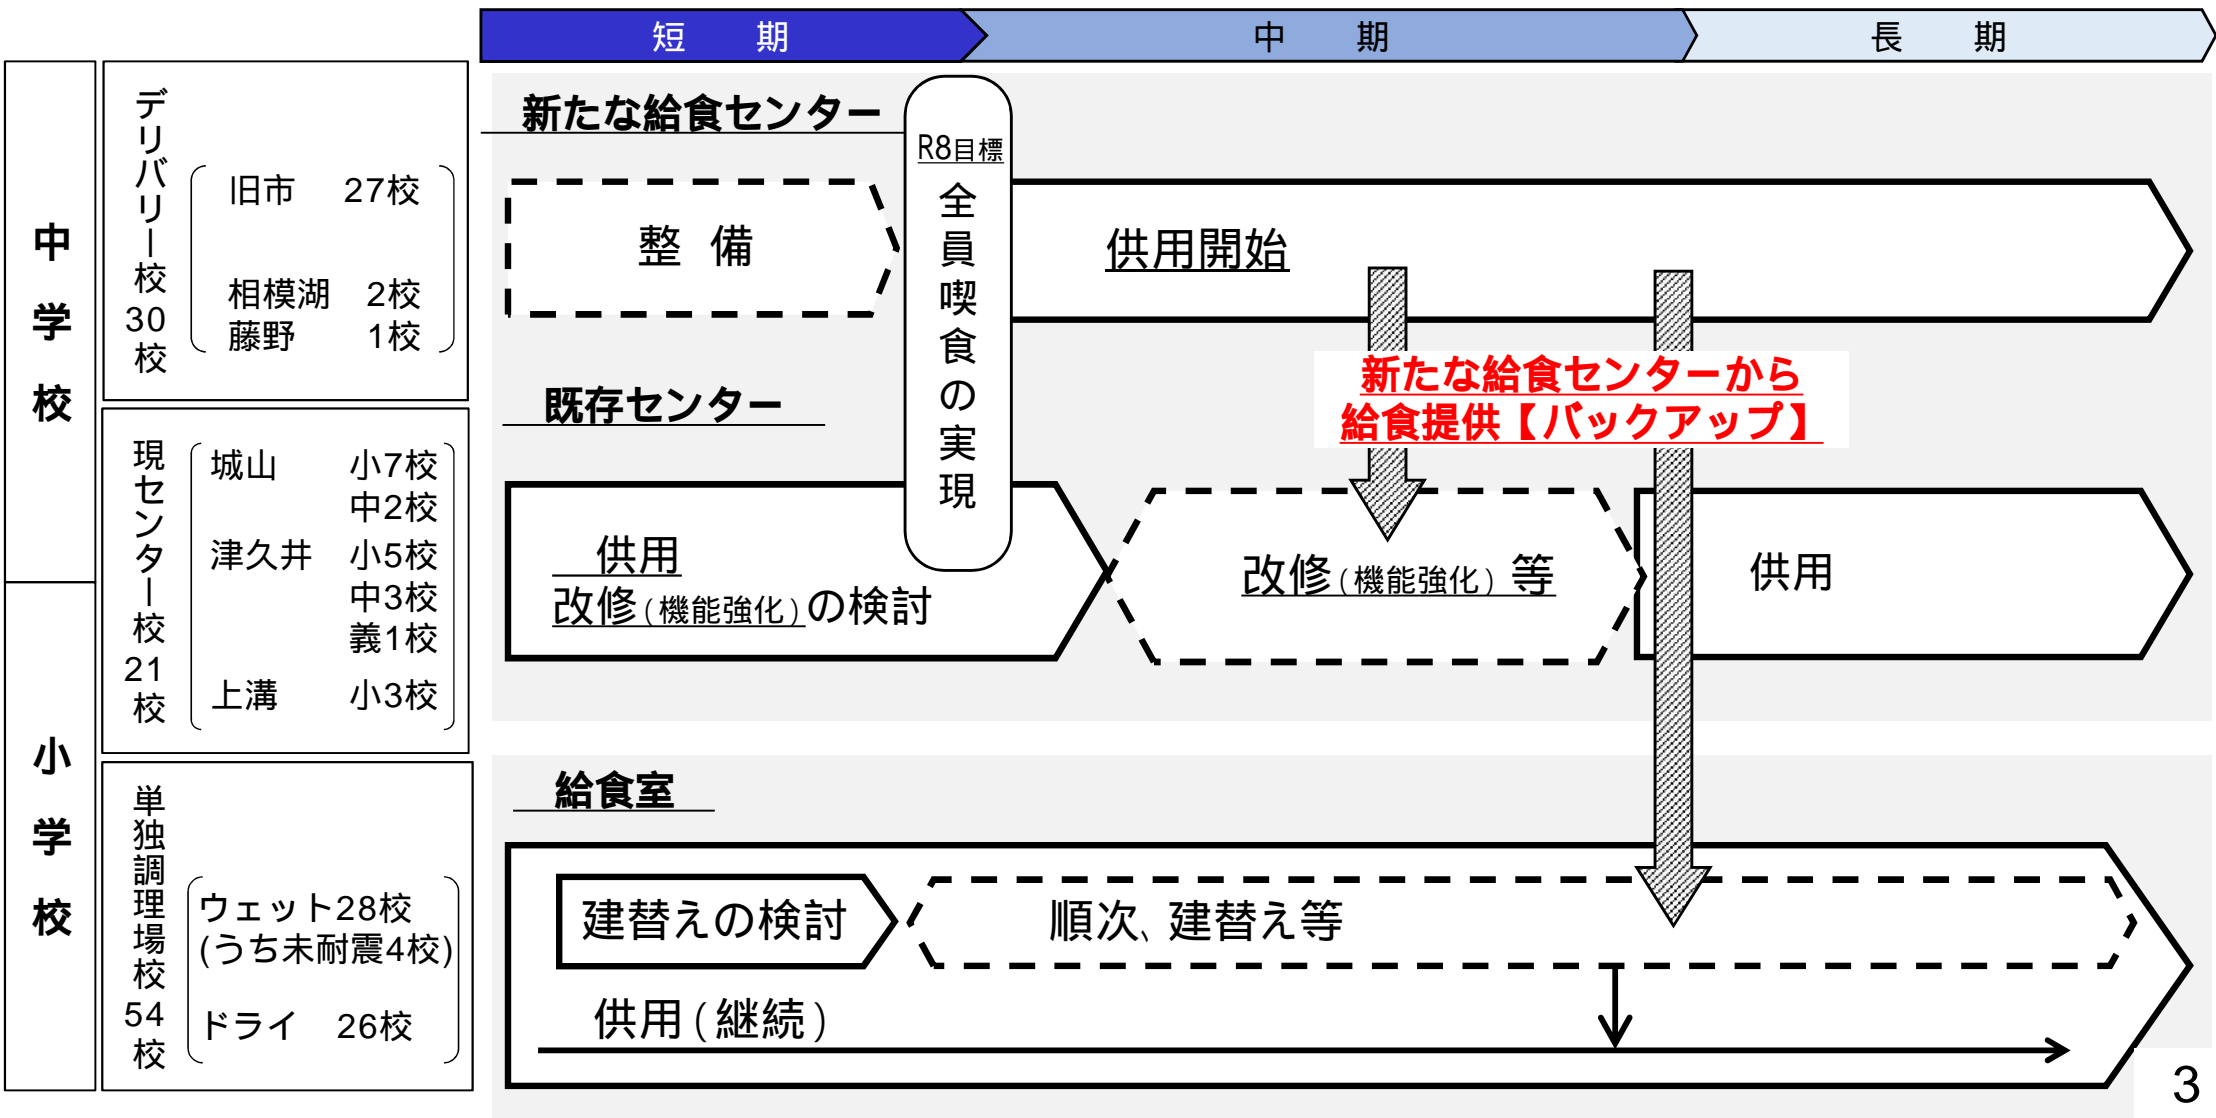 短 期
中 期
長 期
中学校
小学校
デリバリー校30校
旧市 27校
相模湖 2校
藤野 1校
現センター校21校
城山 小7校
中2校
津久井 小5校
中3校
義1校
上溝 小3校
単独調理場校54校
ウェット28校
(うち未耐震4校)
ドライ 26校
新たな給食センター
整 備
R8目標
全員喫食の実現
供用開始
新たな給食センターから
給食提供【バックアップ】
既存センター
供用
改修(機能強化)の検討
改修(機能強化)等
供用
給食室
建替えの検討
順次、建替え等
供用(継続)
3